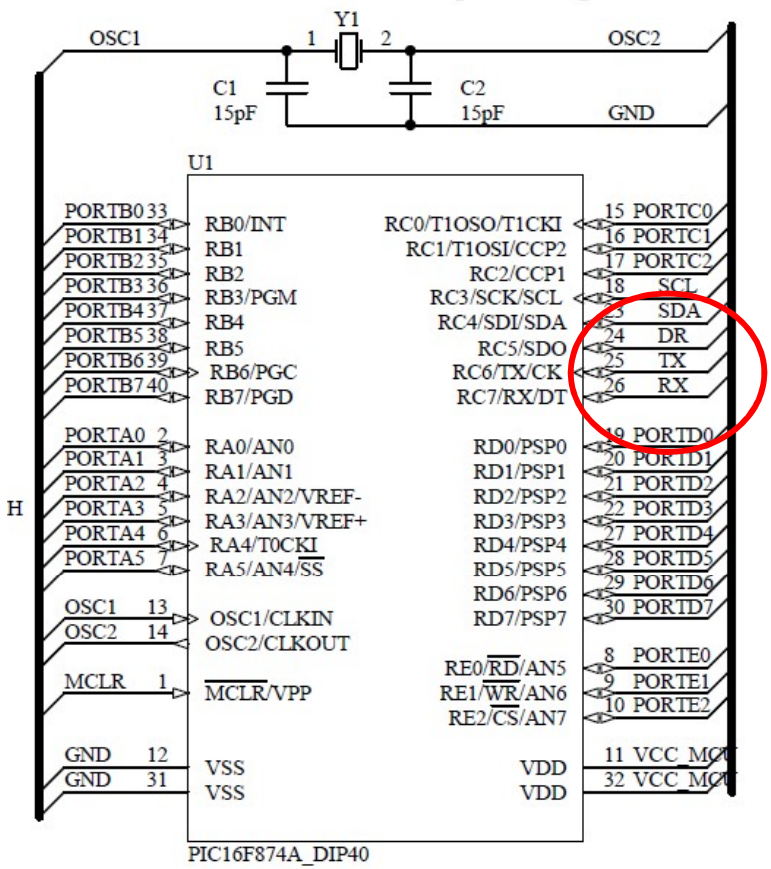 Y1
OSC1 1 2 OSC2
C1 C2
15pF 15pF GND
U1
PORTB0 33 RB0/INT RC0/T1OSO/T1CKI 15 PORTC0
PORTB1 34 RB1 RC1/T1OSI/CCP2 16 PORTC1
PORTB2 35 RB2 RC2/CCP1 17 PORTC2
PORTB3 36 RB3/PGM RC3/SCK/SCL 18 SCL
PORTB4 37 RB4 RC4/SDI/SDA 23 SDA
PORTB5 38 RB5 RC5/SDO 24 DR
PORTB6 39 RB6/PGC RC6/TX/CK 25 TX
PORTB7 40 RB7/PGD RC7/RX/DT 26 RX
PORTA0 2 RA0/AN0 RD0/PSP0 19 PORTD0
PORTA1 3 RA1/AN1 RD1/PSP1 20 PORTD1
PORTA2 4 RA2/AN2/VREF- RD2/PSP2 21 PORTD2
H PORTA3 5 RA3/AN3/VREF+ RD3/PSP3 22 PORTD3
PORTA4 6 RA4/T0CKI RD4/PSP4 27 PORTD4
PORTA5 7 RA5/AN4/SS RD5/PSP5 28 PORTD5
RD6/PSP6 29 PORTD6
OSC1 13 OSC1/CLKIN RD7/PSP7 30 PORTD7
OSC2 14 OSC2/CLKOUT
RE0/RD/AN5 8 PORTE0
MCLR 1 MCLR/VPP RE1/WR/AN6 9 PORTE1
RE2/CS/AN7 10 PORTE2
GND 12 VSS VDD 11 VCC_MCU
GND 31 VSS VDD 32 VCC_MCU
PIC16F874A_DIP40